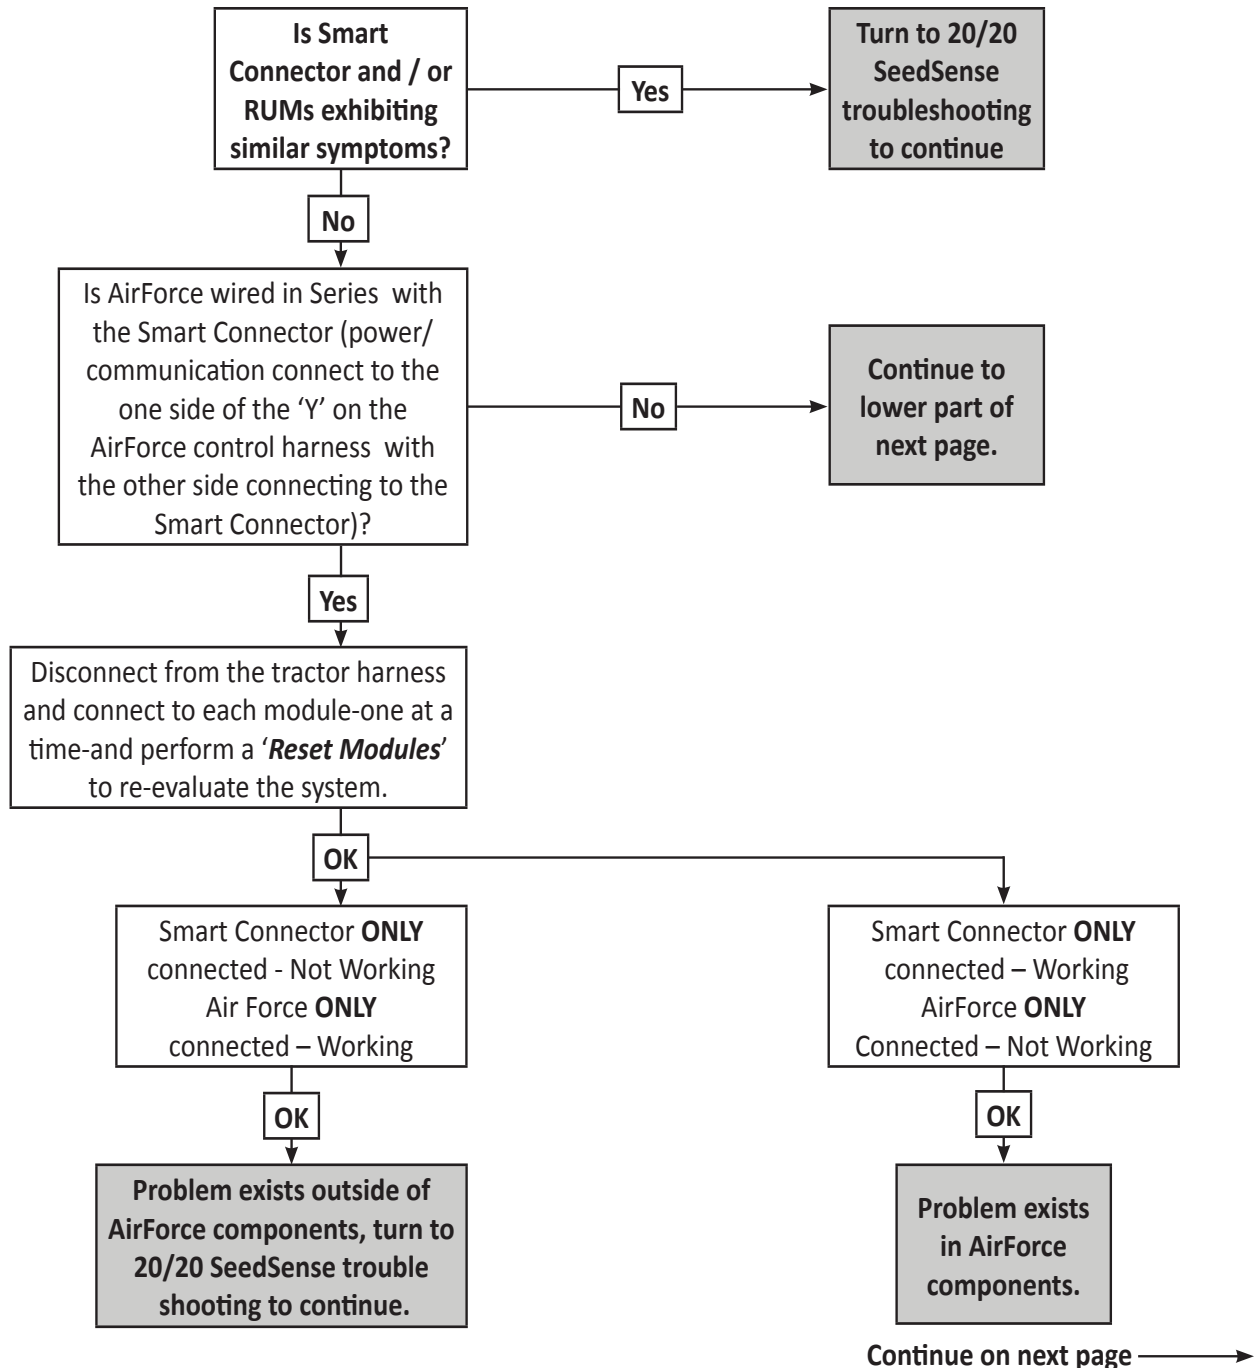 Is Smart
Connector and / or
RUMs exhibiting
similar symptoms?
Yes
Turn to 20/20
SeedSense
troubleshooting
to continue
No
Is AirForce wired in Series  with
the Smart Connector (power/
communication connect to the
one side of the ‘Y’ on the
AirForce control harness  with
the other side connecting to the
Smart Connector)?
No
Continue to
lower part of
next page.
Yes
Disconnect from the tractor harness
and connect to each module-one at a
time-and perform a ‘Reset Modules’
to re-evaluate the system.
OK
Smart Connector ONLY
connected - Not Working
Air Force ONLY
connected – Working
Smart Connector ONLY
connected – Working
AirForce ONLY
Connected – Not Working
OK
OK
Problem exists outside of
AirForce components, turn to
20/20 SeedSense trouble
shooting to continue.
Problem exists
in AirForce
components.
Continue on next page